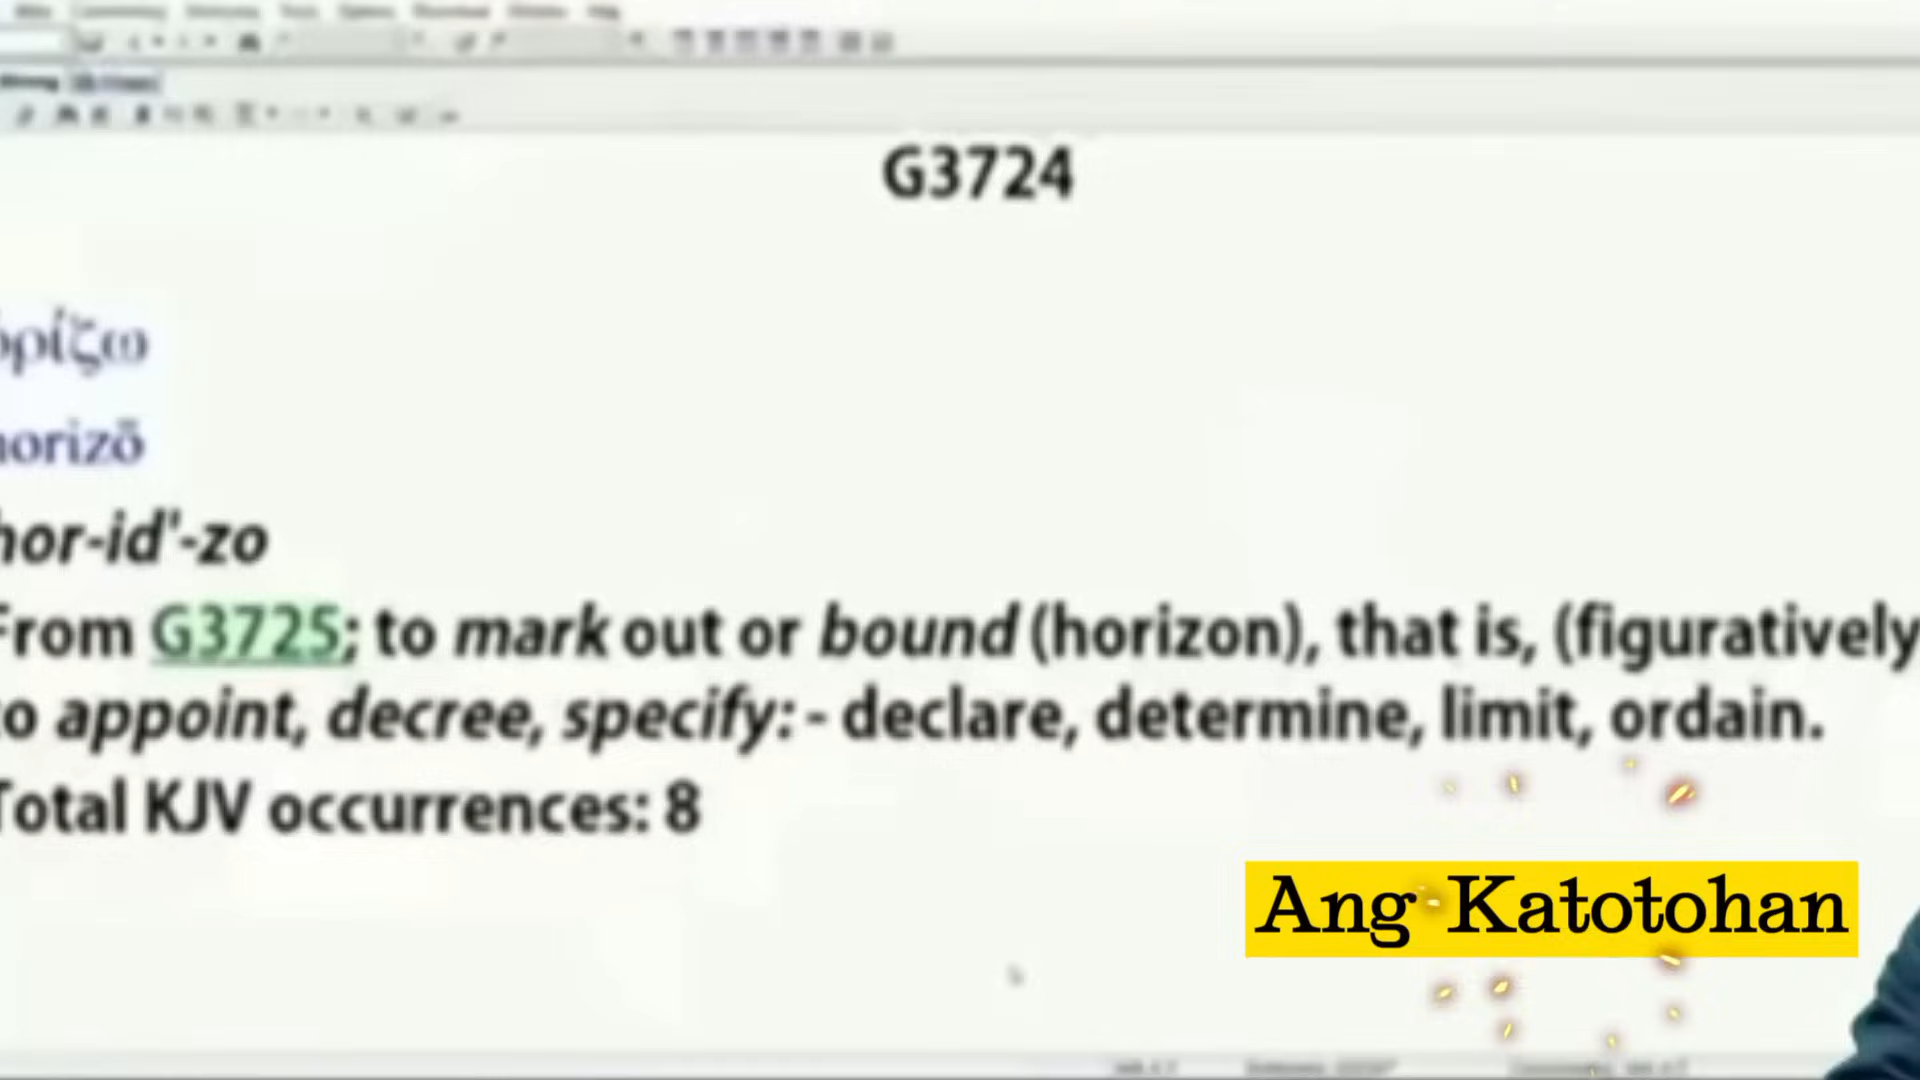 G3724
ὁρίζω
horizō
hor-id'-zo
From G3725; to mark out or bound (horizon), that is, (figuratively
to appoint, decree, specify: - declare, determine, limit, ordain.
Total KJV occurrences: 8
Ang Katotohan